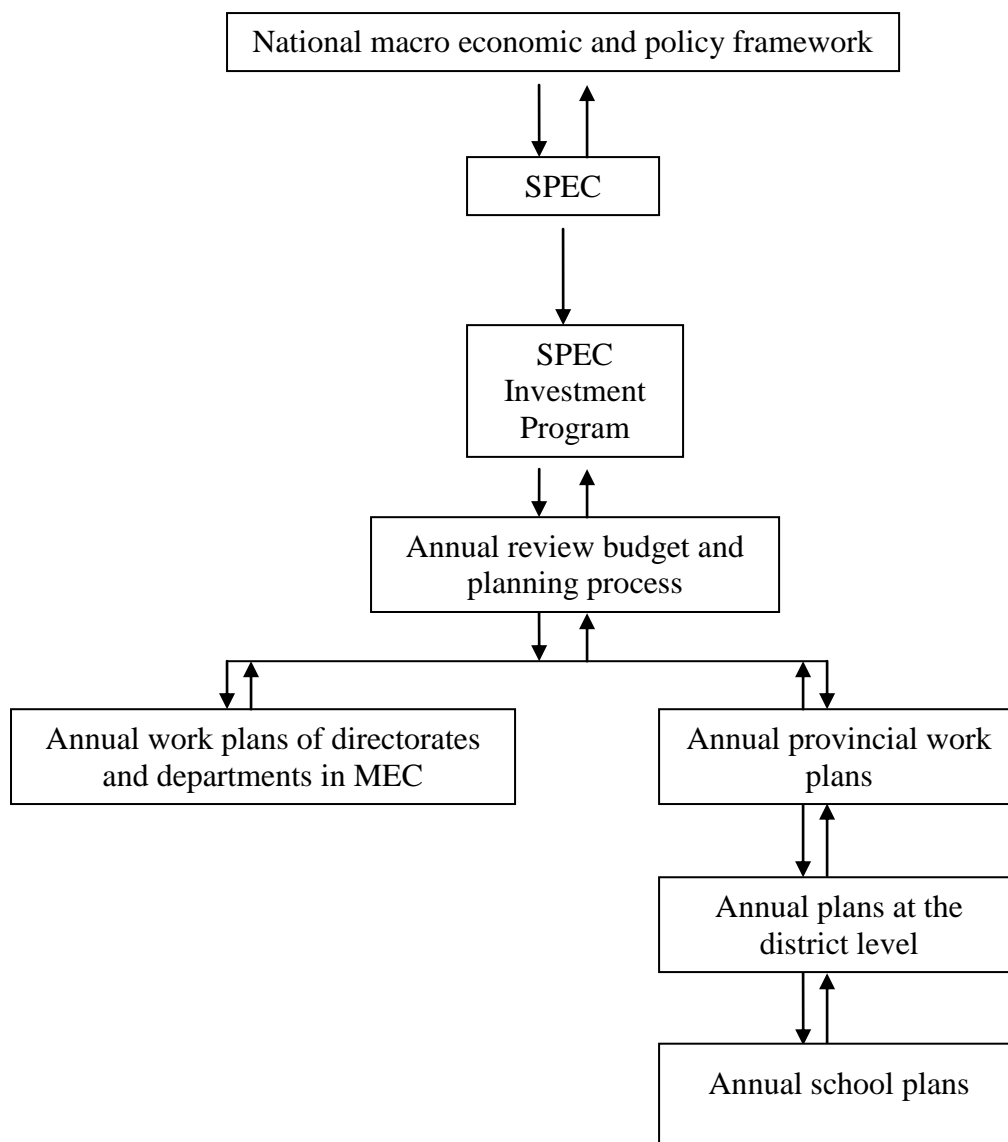 National macro economic and policy framework
SPEC
SPEC
Investment
Program
Annual review budget and
planning process
Annual work plans of directorates
and departments in MEC
Annual provincial work
plans
Annual plans at the
district level
Annual school plans